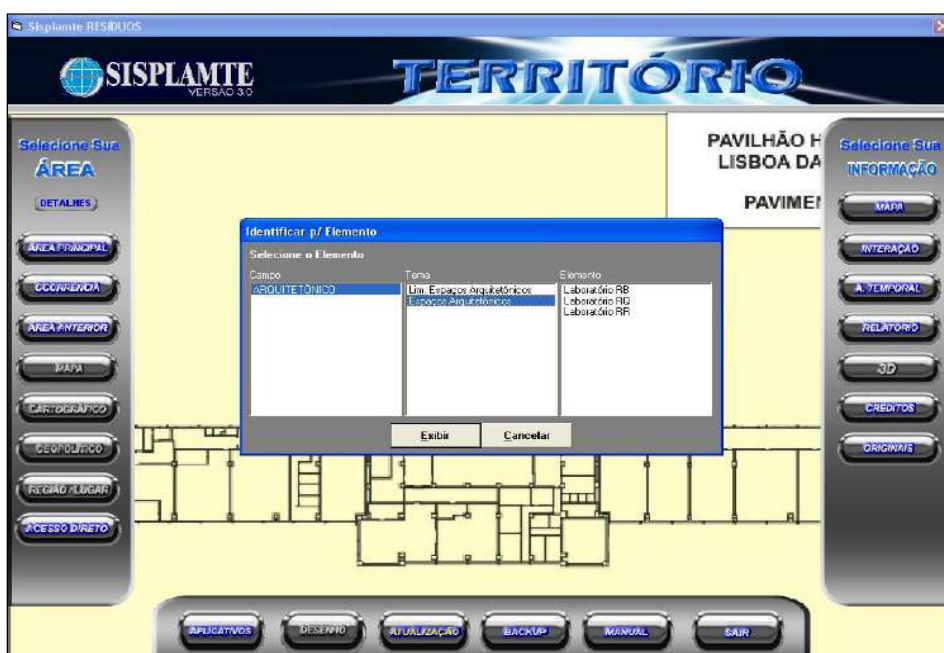 Sisplamte RESÍDUOS
SISPLAMTE
VERSÃO 3.0
TERRITÓRIO
Selecione Sua
ÁREA
DETALHES
ÁREA PRINCIPAL
OCORRÊNCIA
ÁREA ANTERIOR
MAPA
CARTOGRÁFICO
GEOPOLÍTICO
REGIÃO / LUGAR
ACESSO DIRETO
PAVILHÃO H
LISBOA DA
PAVIMEN
Identificar p/ Elemento
Selecione o Elemento
Campo
ARQUITETÔNICO
Tema
Lim. Espaços Arquitetônicos
Espaços Arquitetônicos
Elemento
Laboratório RB
Laboratório RQ
Laboratório RR
Exibir
Cancelar
Selecione Sua
INFORMAÇÃO
MAPA
INTERAÇÃO
A. TEMPORAL
RELATÓRIO
3D
CRÉDITOS
ORIGINAIS
APLICATIVOS
DESENHO
ATUALIZAÇÃO
BACKUP
MANUAL
SAIR